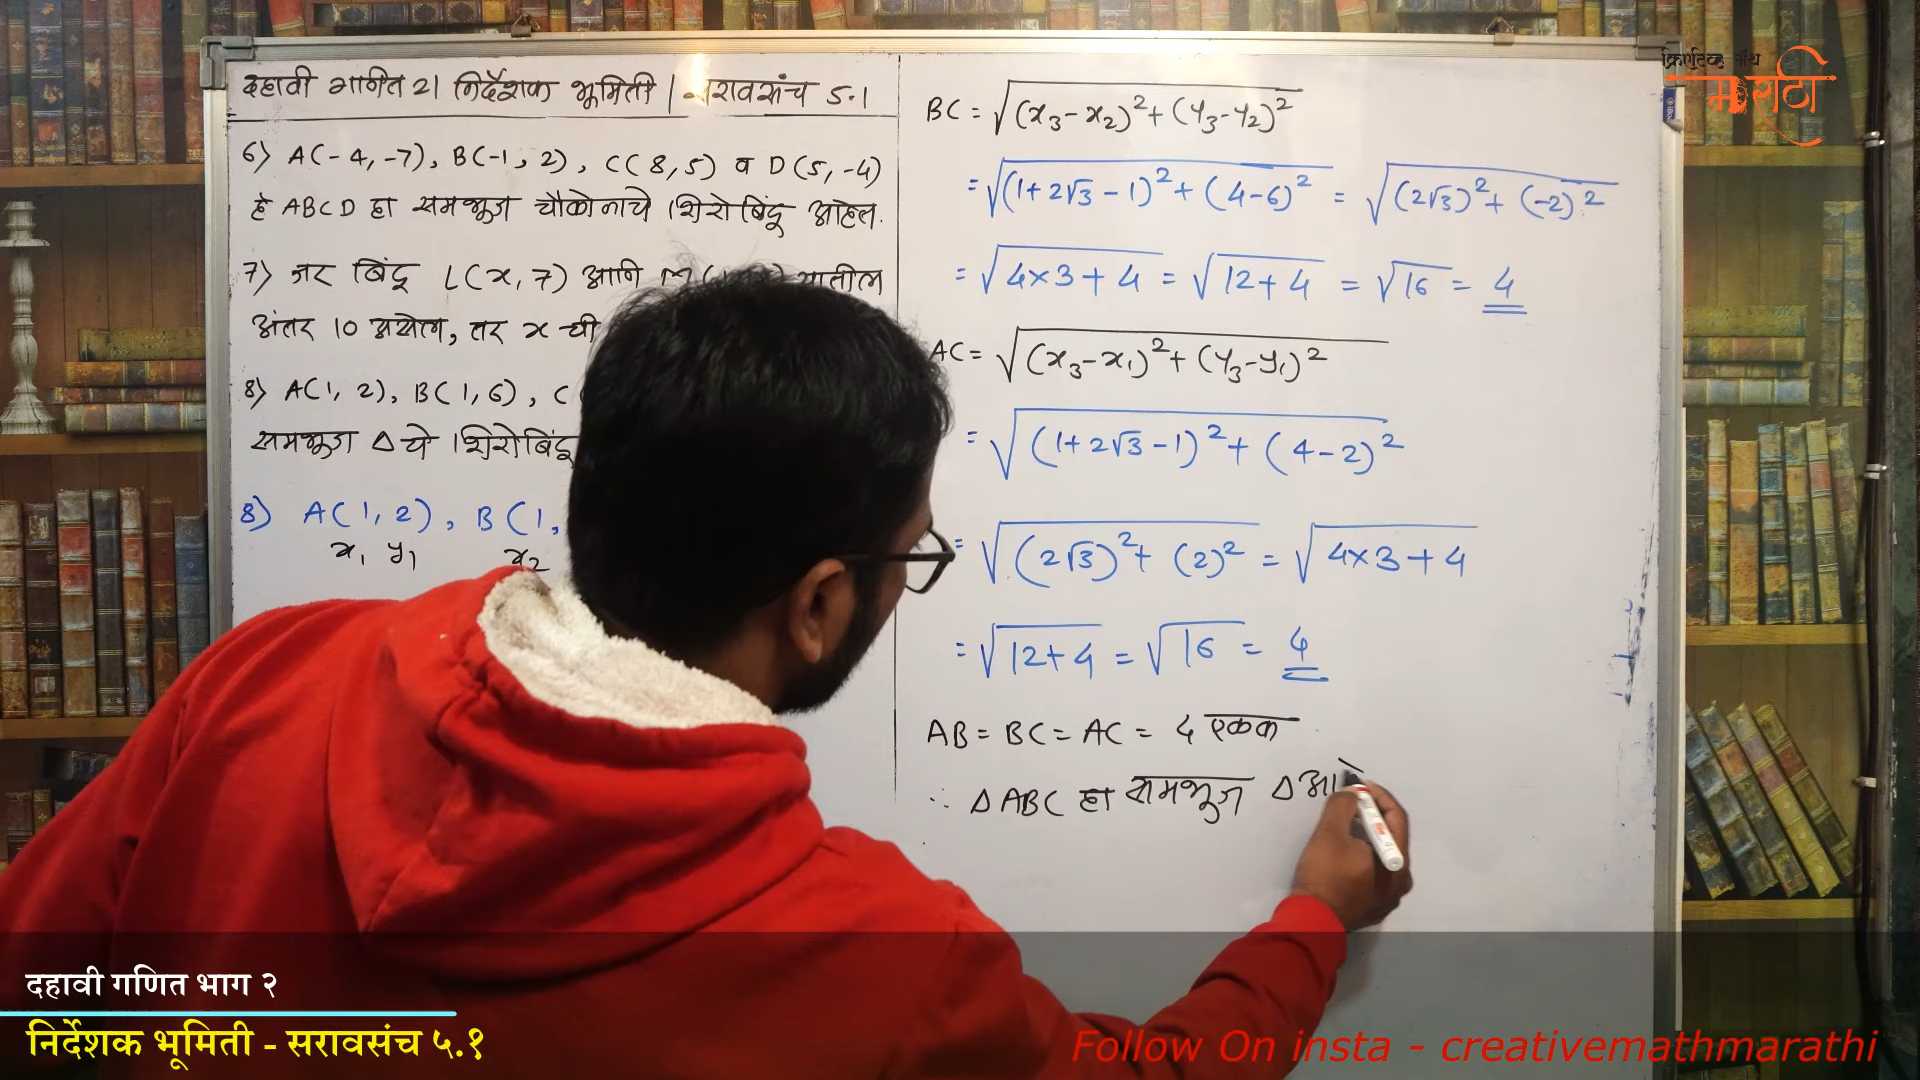 दहावी गणित 2| निर्देशक भूमिती | सरावसंच 5.1
6) A(-4,-7), B(-1, 2), C(8,5) व D(5,-4)
हे ABCD हा समभुज चौकोनाचे शिरोबिंदू आहेत.
7) जर बिंदू L(x, 7) आणि M यातील
अंतर 10 असेल, तर x ची
8) A(1, 2), B(1,6), C(
समभुज Δ चे शिरोबिंदू
8) A(1, 2), B(1,
x₁ y₁ x₂
BC = √(x₃-x₂)²+(y₃-y₂)²
= √(1+2√3-1)²+(4-6)² = √(2√3)²+(-2)²
= √4×3+4 = √12+4 = √16 = 4
AC = √(x₃-x₁)²+(y₃-y₁)²
= √(1+2√3-1)²+(4-2)²
= √(2√3)²+(2)² = √4×3+4
= √12+4 = √16 = 4
AB = BC = AC = 4 एकक
∴ Δ ABC हा समभुज Δ आ
क्रिएटिव्ह मॅथ
मराठी
दहावी गणित भाग २
निर्देशक भूमिती - सरावसंच ५.१
Follow On insta - creativemathmarathi